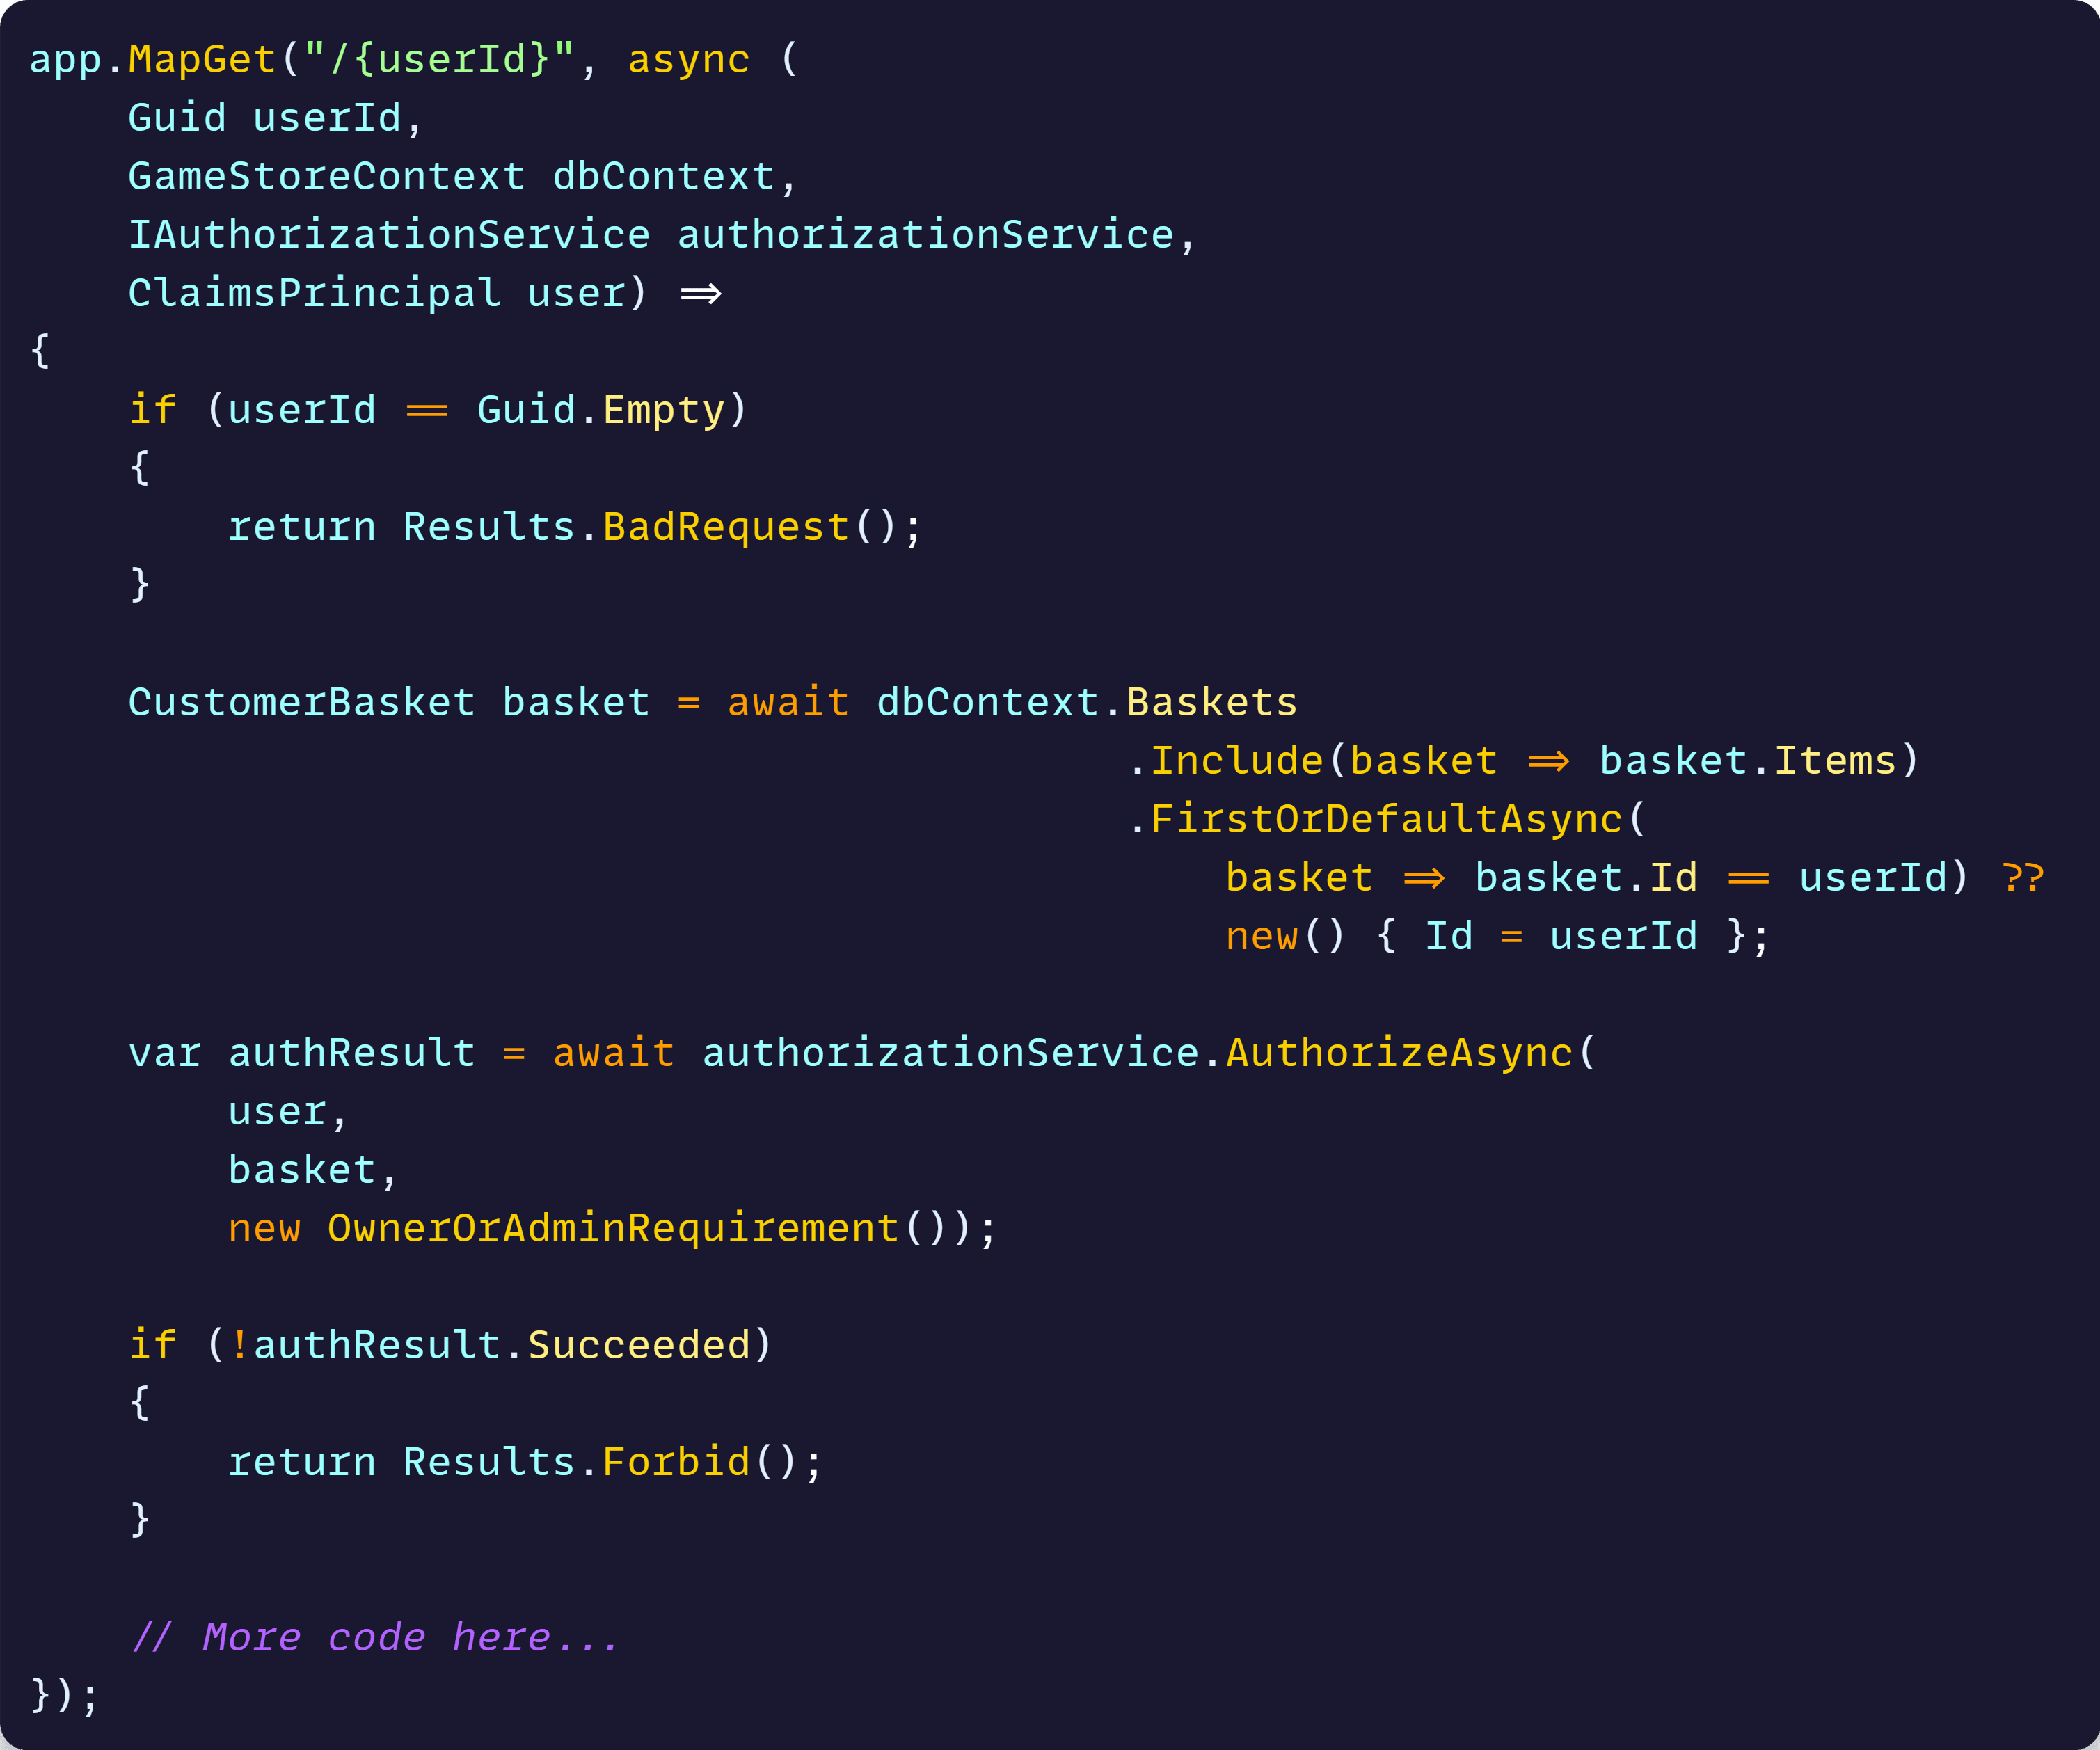 app.MapGet("/{userId}", async (
    Guid userId,
    GameStoreContext dbContext,
    IAuthorizationService authorizationService,
    ClaimsPrincipal user) =>
{
    if (userId == Guid.Empty)
    {
        return Results.BadRequest();
    }

    CustomerBasket basket = await dbContext.Baskets
                                            .Include(basket => basket.Items)
                                            .FirstOrDefaultAsync(
                                                basket => basket.Id == userId) ??
                                                new() { Id = userId };

    var authResult = await authorizationService.AuthorizeAsync(
        user,
        basket,
        new OwnerOrAdminRequirement());

    if (!authResult.Succeeded)
    {
        return Results.Forbid();
    }

    // More code here...
});